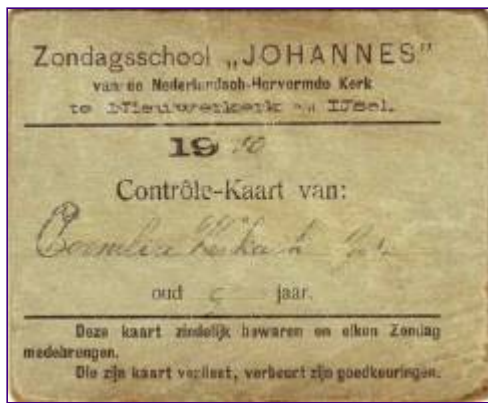 Zondagsschool „JOHANNES"
van de Nederlandsch-Hervormde Kerk
te Nieuwerkerk a/d IJsel.
19
Contrôle-Kaart van:
oud jaar.
Deze kaart zindelijk bewaren en elken Zondag
medebrengen.
Die zijn kaart verliest, verbeurt zijn goedkeuringen.